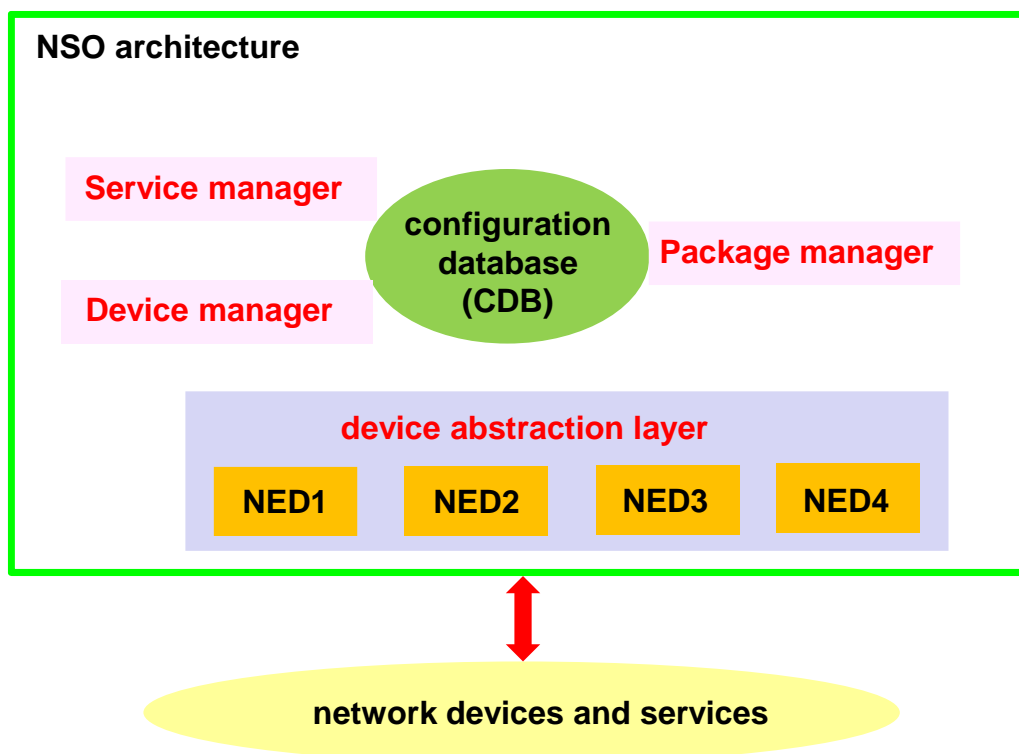 NSO architecture
Service manager
configuration
database
(CDB)
Package manager
Device manager
device abstraction layer
NED1
NED2
NED3
NED4
network devices and services